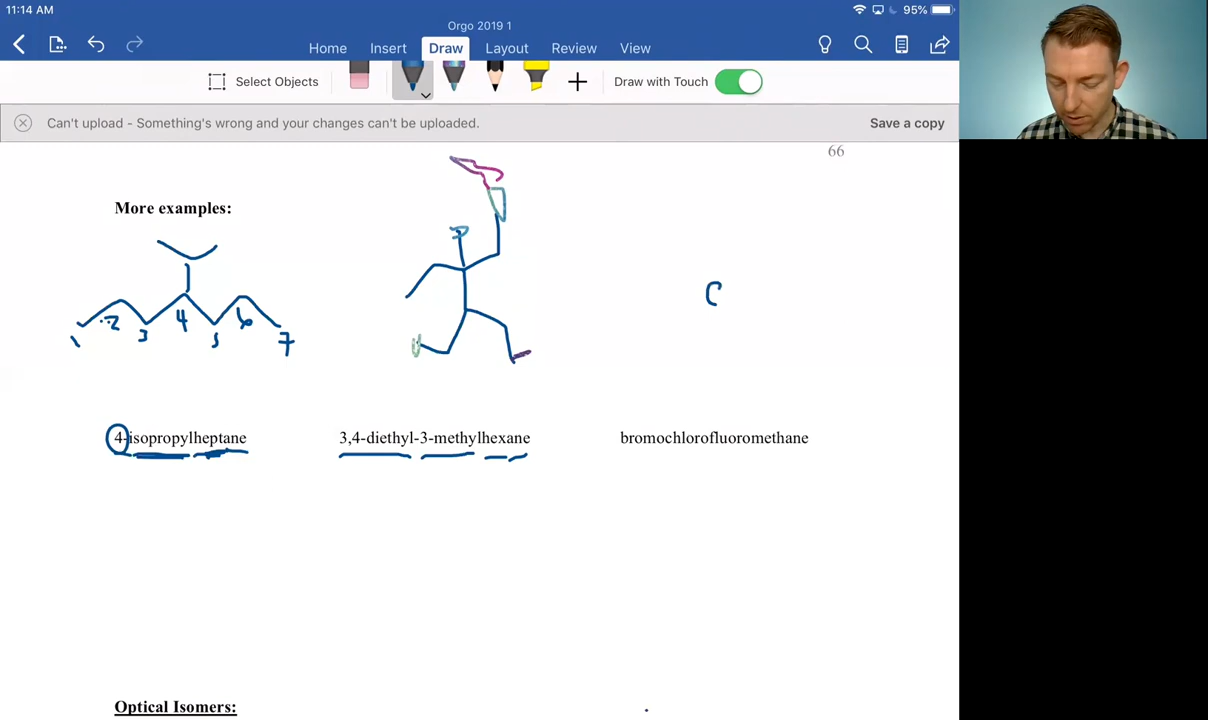 11:14 AM
95%
Orgo 2019 1
Home Insert Draw Layout Review View
Select Objects
Draw with Touch
Can't upload - Something's wrong and your changes can't be uploaded.
Save a copy
66
More examples:
C
1 2 3 4 5 6 7
4-isopropylheptane
3,4-diethyl-3-methylhexane
bromochlorofluoromethane
Optical Isomers: